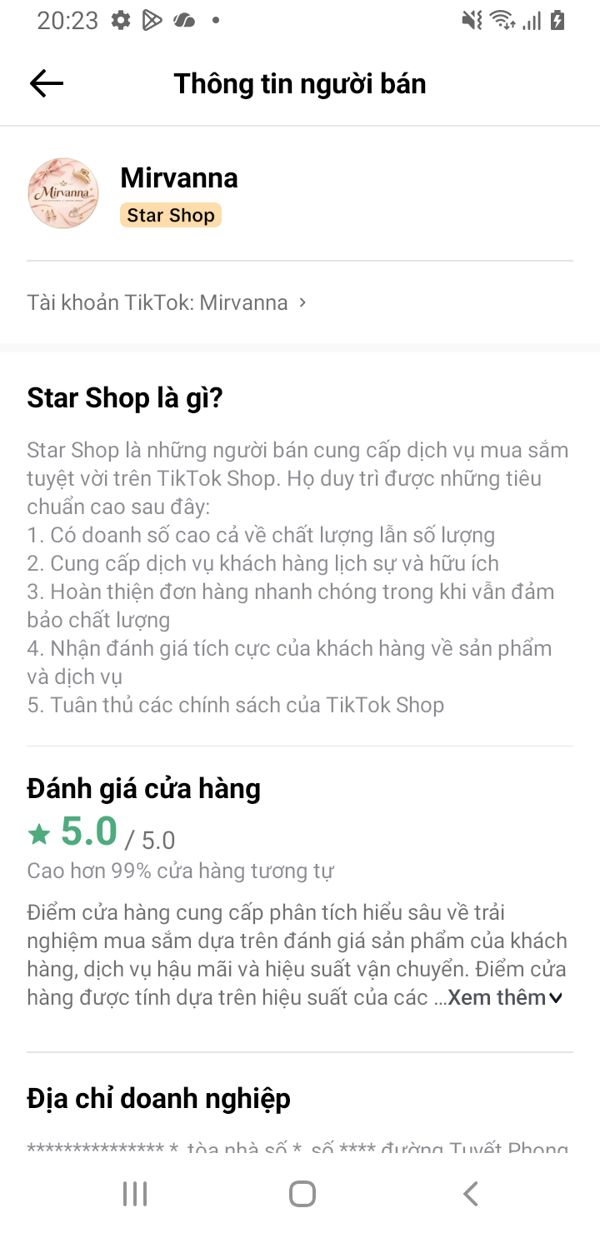 20:23
Thông tin người bán
Mirvanna
Mirvanna
Star Shop
Tài khoản TikTok: Mirvanna >
Star Shop là gì?
Star Shop là những người bán cung cấp dịch vụ mua sắm
tuyệt vời trên TikTok Shop. Họ duy trì được những tiêu
chuẩn cao sau đây:
1. Có doanh số cao cả về chất lượng lẫn số lượng
2. Cung cấp dịch vụ khách hàng lịch sự và hữu ích
3. Hoàn thiện đơn hàng nhanh chóng trong khi vẫn đảm
bảo chất lượng
4. Nhận đánh giá tích cực của khách hàng về sản phẩm
và dịch vụ
5. Tuân thủ các chính sách của TikTok Shop
Đánh giá cửa hàng
5.0 / 5.0
Cao hơn 99% cửa hàng tương tự
Điểm cửa hàng cung cấp phân tích hiểu sâu về trải
nghiệm mua sắm dựa trên đánh giá sản phẩm của khách
hàng, dịch vụ hậu mãi và hiệu suất vận chuyển. Điểm cửa
hàng được tính dựa trên hiệu suất của các ...Xem thêm
Địa chỉ doanh nghiệp
*************** *, tòa nhà số *, số **** đường Tuyết Phong